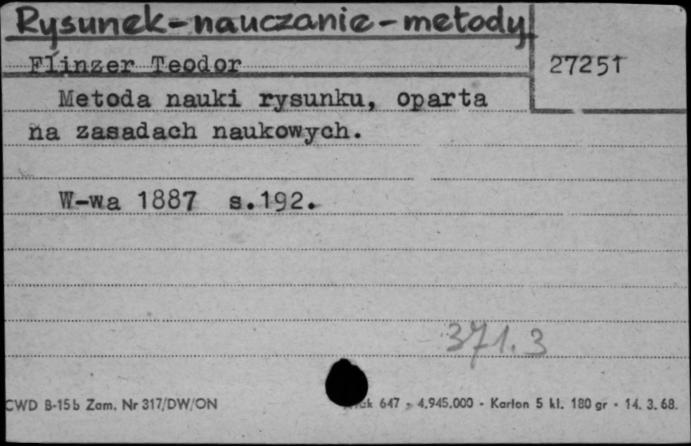 Rysunek-nauczanie-metody
Flinzer Teodor
27251
Metoda nauki rysunku, oparta
na zasadach naukowych.
W-wa 1887 s.192.
371.3
CWD B-15b Zam. Nr 317/DW/ON 647 - 4.945.000 - Karton 5 kl. 180 gr - 14. 3. 68.